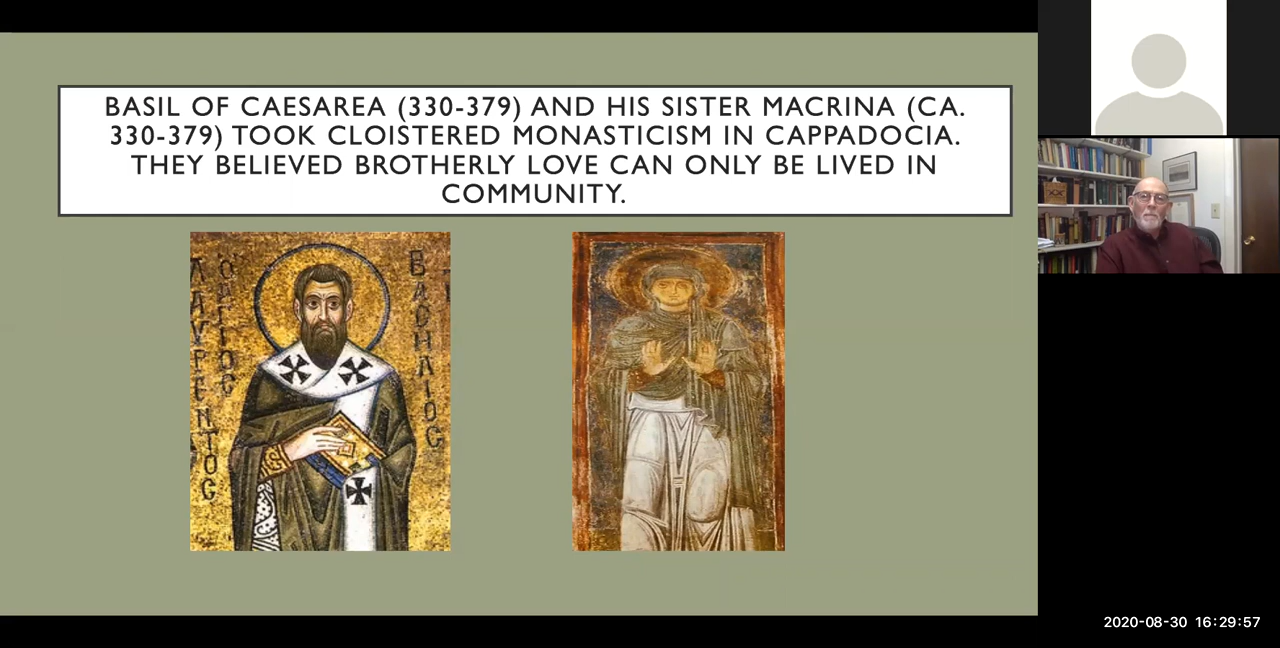 BASIL OF CAESAREA (330-379) AND HIS SISTER MACRINA (CA.
330-379) TOOK CLOISTERED MONASTICISM IN CAPPADOCIA.
THEY BELIEVED BROTHERLY LOVE CAN ONLY BE LIVED IN
COMMUNITY.
2020-08-30 16:29:57